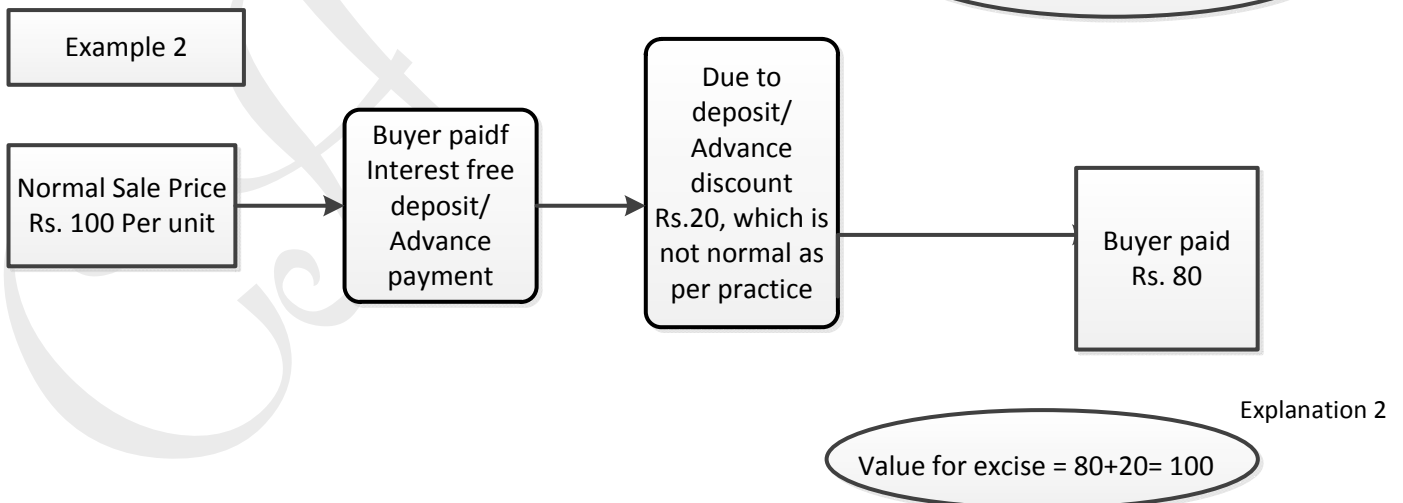 Example 2
Normal Sale Price
Rs. 100 Per unit
Buyer paidf
Interest free
deposit/
Advance
payment
Due to
deposit/
Advance
discount
Rs.20, which is
not normal as
per practice
Buyer paid
Rs. 80
Explanation 2
Value for excise = 80+20= 100